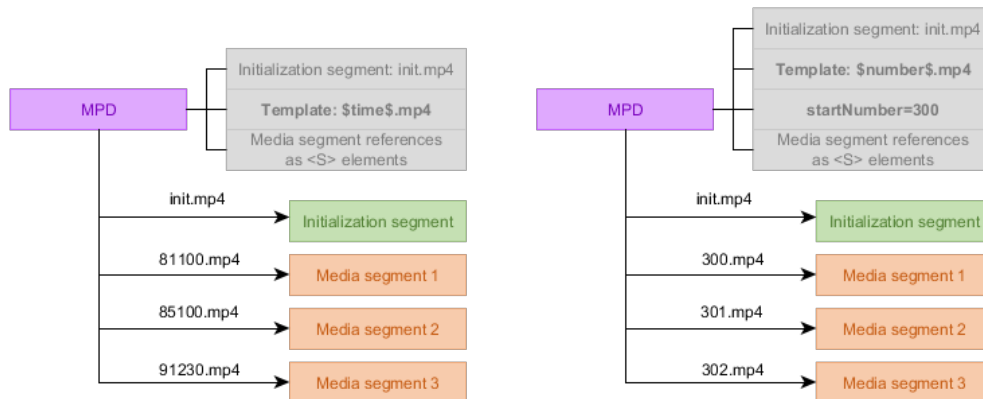 MPD
Initialization segment: init.mp4
Template: $time$.mp4
Media segment references
as <S> elements
init.mp4
Initialization segment
81100.mp4
Media segment 1
85100.mp4
Media segment 2
91230.mp4
Media segment 3
MPD
Initialization segment: init.mp4
Template: $number$.mp4
startNumber=300
Media segment references
as <S> elements
init.mp4
Initialization segment
300.mp4
Media segment 1
301.mp4
Media segment 2
302.mp4
Media segment 3